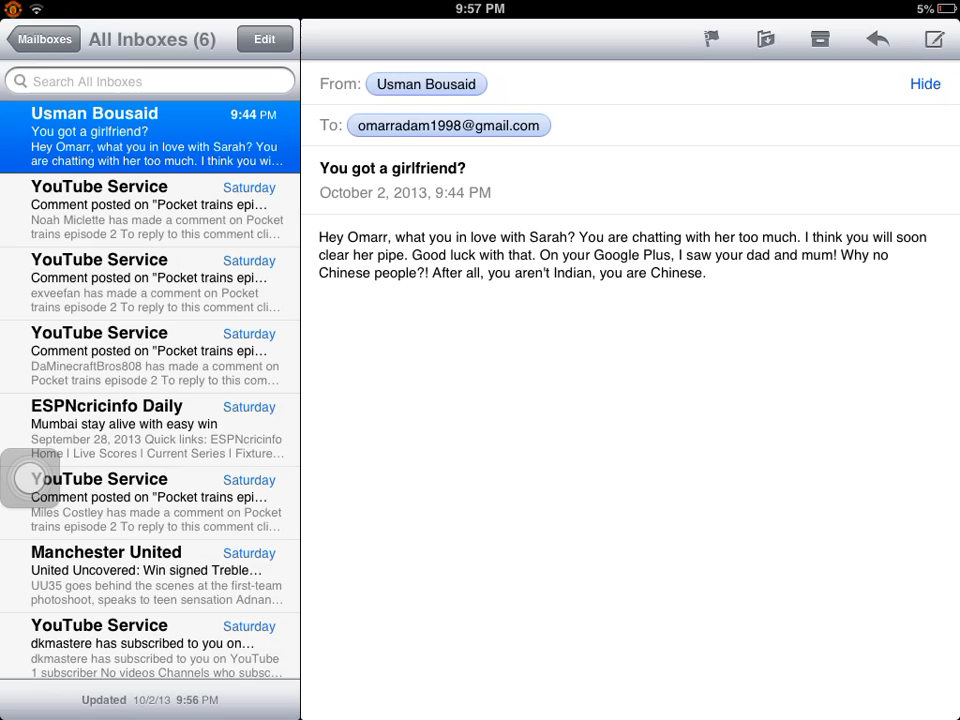 9:57 PM
5%
Mailboxes
All Inboxes (6)
Edit
Search All Inboxes
Usman Bousaid
9:44 PM
You got a girlfriend?
Hey Omarr, what you in love with Sarah? You
are chatting with her too much. I think you wi...
YouTube Service
Saturday
Comment posted on "Pocket trains epi...
Noah Miclette has made a comment on Pocket
trains episode 2 To reply to this comment cli...
YouTube Service
Saturday
Comment posted on "Pocket trains epi...
exveefan has made a comment on Pocket
trains episode 2 To reply to this comment cli...
YouTube Service
Saturday
Comment posted on "Pocket trains epi...
DaMinecraftBros808 has made a comment on
Pocket trains episode 2 To reply to this com...
ESPNcricinfo Daily
Saturday
Mumbai stay alive with easy win
September 28, 2013 Quick links: ESPNcricinfo
Home | Live Scores | Current Series | Fixture...
YouTube Service
Saturday
Comment posted on "Pocket trains epi...
Miles Costley has made a comment on Pocket
trains episode 2 To reply to this comment cli...
Manchester United
Saturday
United Uncovered: Win signed Treble...
UU35 goes behind the scenes at the first-team
photoshoot, speaks to teen sensation Adnan...
YouTube Service
Saturday
dkmastere has subscribed to you on...
dkmastere has subscribed to you on YouTube
1 subscriber No videos Channels who subsc...
Updated 10/2/13 9:56 PM
From: Usman Bousaid
Hide
To: omarradam1998@gmail.com
You got a girlfriend?
October 2, 2013, 9:44 PM
Hey Omarr, what you in love with Sarah? You are chatting with her too much. I think you will soon
clear her pipe. Good luck with that. On your Google Plus, I saw your dad and mum! Why no
Chinese people?! After all, you aren't Indian, you are Chinese.